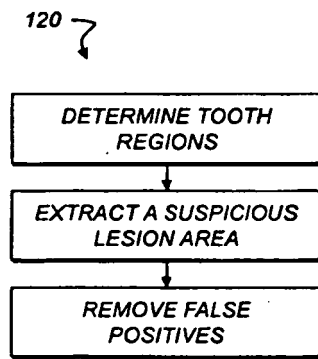 120
DETERMINE TOOTH
REGIONS
EXTRACT A SUSPICIOUS
LESION AREA
REMOVE FALSE
POSITIVES